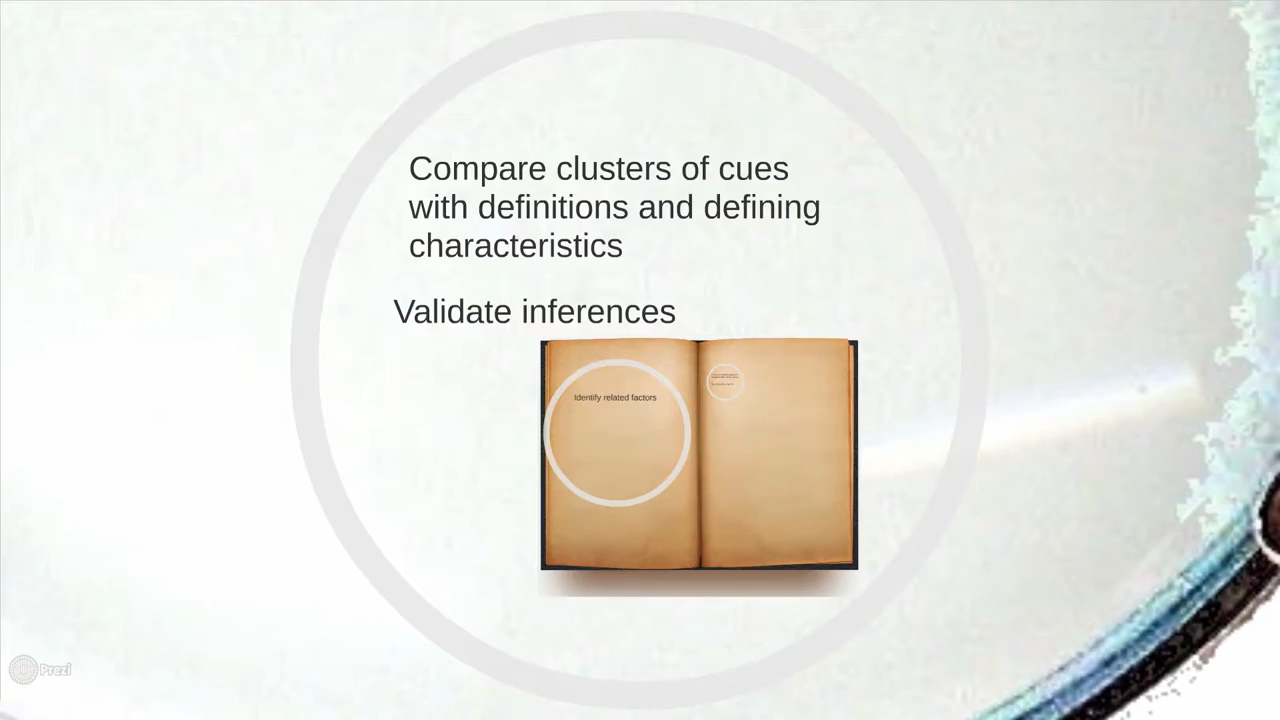 Compare clusters of cues
with definitions and defining
characteristics
Validate inferences
Identify related factors
Prezi